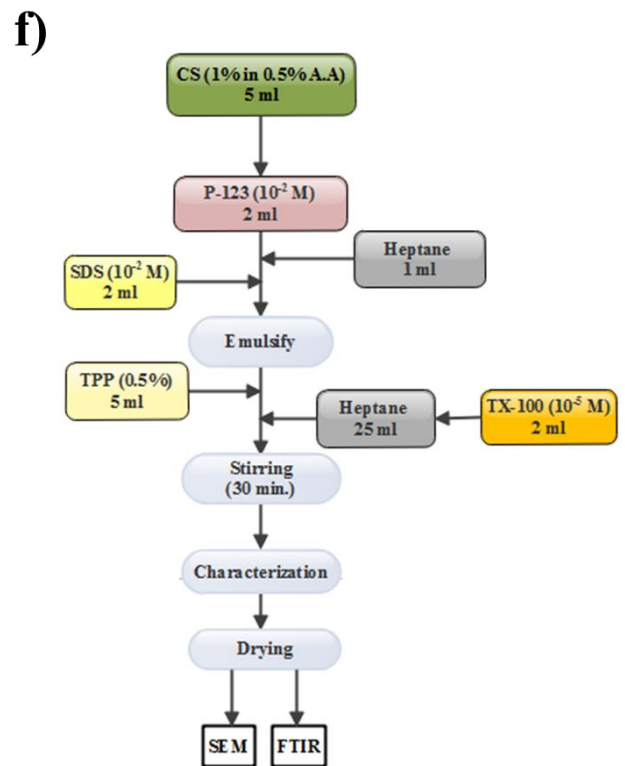 f)
CS (1% in 0.5% A.A)
5 ml
P-123 (10⁻² M)
2 ml
Heptane
1 ml
SDS (10⁻² M)
2 ml
Emulsify
TPP (0.5%)
5 ml
Heptane
25 ml
TX-100 (10⁻⁵ M)
2 ml
Stirring
(30 min.)
Characterization
Drying
SEM
FTIR